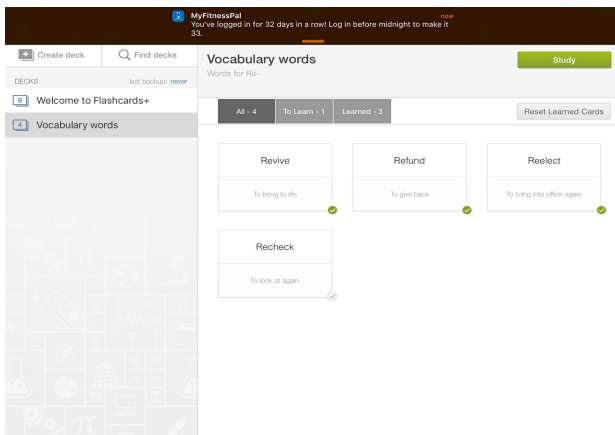 MyFitnessPal now
You've logged in for 32 days in a row! Log in before midnight to make it
33.
Create deck Find decks
DECKS last backup: never
9 Welcome to Flashcards+
4 Vocabulary words
Vocabulary words
Words for Re-
Study
All - 4 To Learn - 1 Learned - 3 Reset Learned Cards
Revive Refund Reelect
To bring to life To give back To bring into office again
Recheck
To look at again